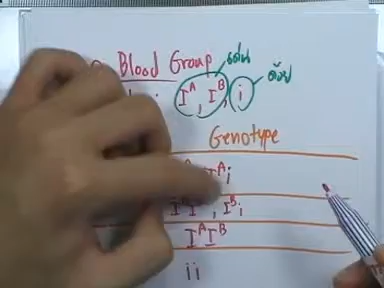 Blood Group เด่น
I^A, I^B, i ด้อย
Genotype
I^A i
I^B I , I^B i
I^A I^B
ii